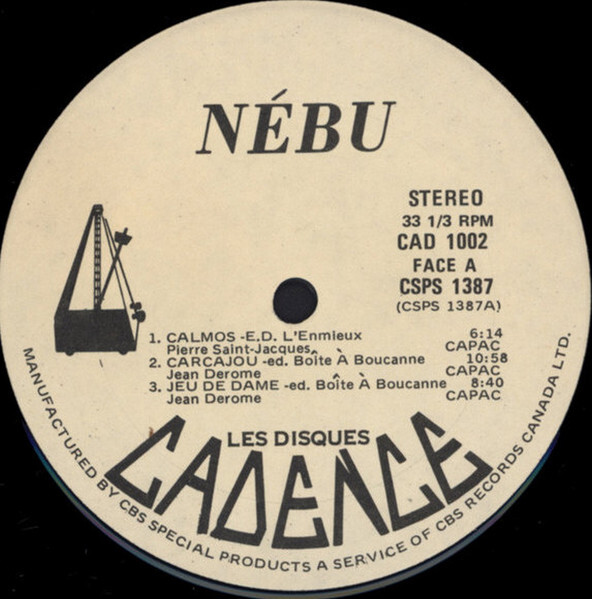 NÉBU
STEREO
33 1/3 RPM
CAD 1002
FACE A
CSPS 1387
(CSPS 1387A)
1. CALMOS -E.D. L'Enmieux 6:14
Pierre Saint-Jacques, CAPAC
2. CARCAJOU -ed. Boîte À Boucanne 10:58
Jean Derome CAPAC
3. JEU DE DAME -ed. Boîte À Boucanne 8:40
Jean Derome CAPAC
LES DISQUES
CADENCE
MANUFACTURED BY CBS SPECIAL PRODUCTS A SERVICE OF CBS RECORDS CANADA LTD.